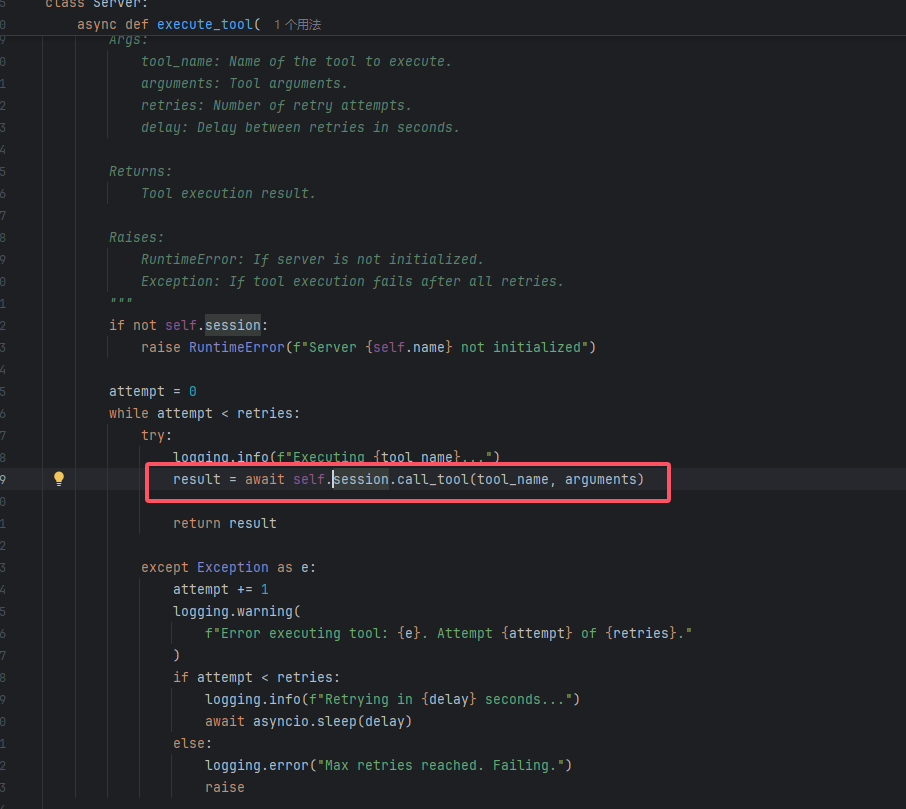 class Server:
async def execute_tool( 1 个用法
Args:
tool_name: Name of the tool to execute.
arguments: Tool arguments.
retries: Number of retry attempts.
delay: Delay between retries in seconds.
Returns:
Tool execution result.
Raises:
RuntimeError: If server is not initialized.
Exception: If tool execution fails after all retries.
"""
if not self.session:
raise RuntimeError(f"Server {self.name} not initialized")
attempt = 0
while attempt < retries:
try:
logging.info(f"Executing {tool_name}...")
result = await self.session.call_tool(tool_name, arguments)
return result
except Exception as e:
attempt += 1
logging.warning(
f"Error executing tool: {e}. Attempt {attempt} of {retries}."
)
if attempt < retries:
logging.info(f"Retrying in {delay} seconds...")
await asyncio.sleep(delay)
else:
logging.error("Max retries reached. Failing.")
raise